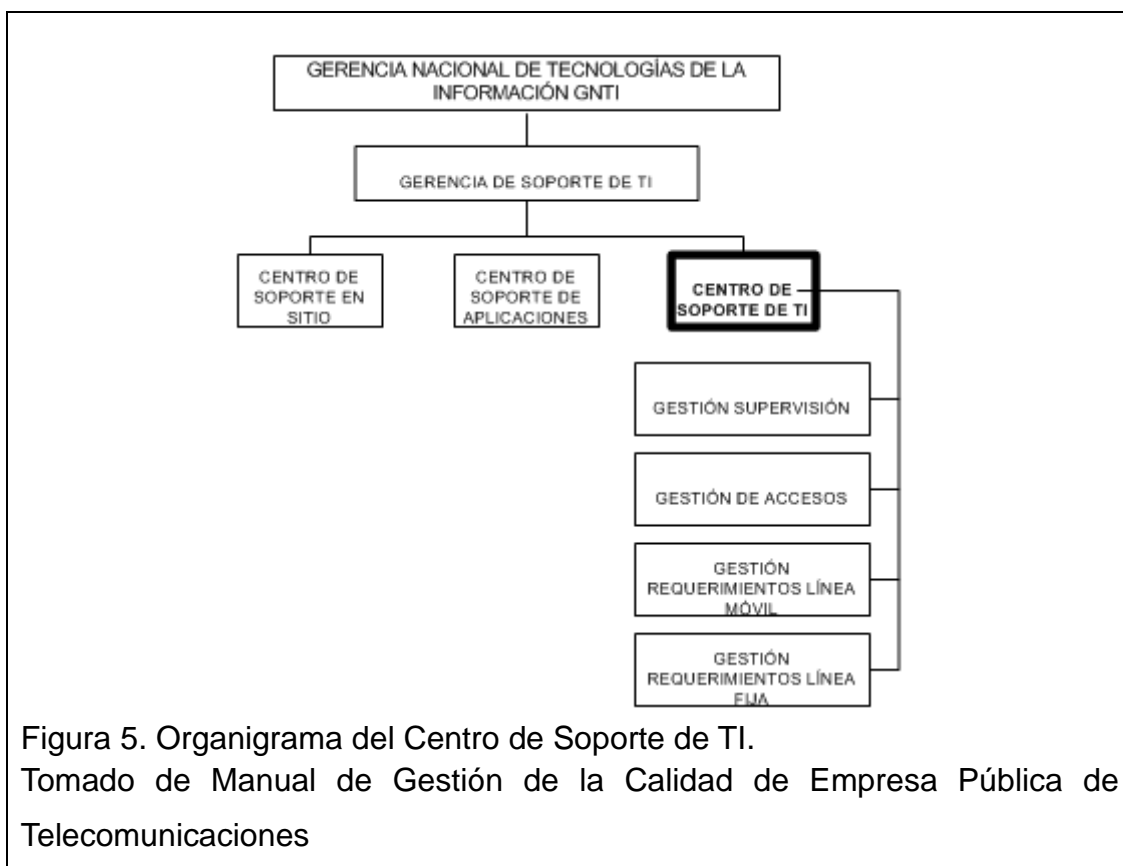 GERENCIA NACIONAL DE TECNOLOGÍAS DE LA
INFORMACIÓN GNTI
GERENCIA DE SOPORTE DE TI
CENTRO DE
SOPORTE EN
SITIO
CENTRO DE
SOPORTE DE
APLICACIONES
CENTRO DE
SOPORTE DE TI
GESTIÓN SUPERVISIÓN
GESTIÓN DE ACCESOS
GESTIÓN
REQUERIMIENTOS LÍNEA
MÓVIL
GESTIÓN
REQUERIMIENTOS LÍNEA
FIJA
Figura 5. Organigrama del Centro de Soporte de TI.
Tomado de Manual de Gestión de la Calidad de Empresa Pública de
Telecomunicaciones